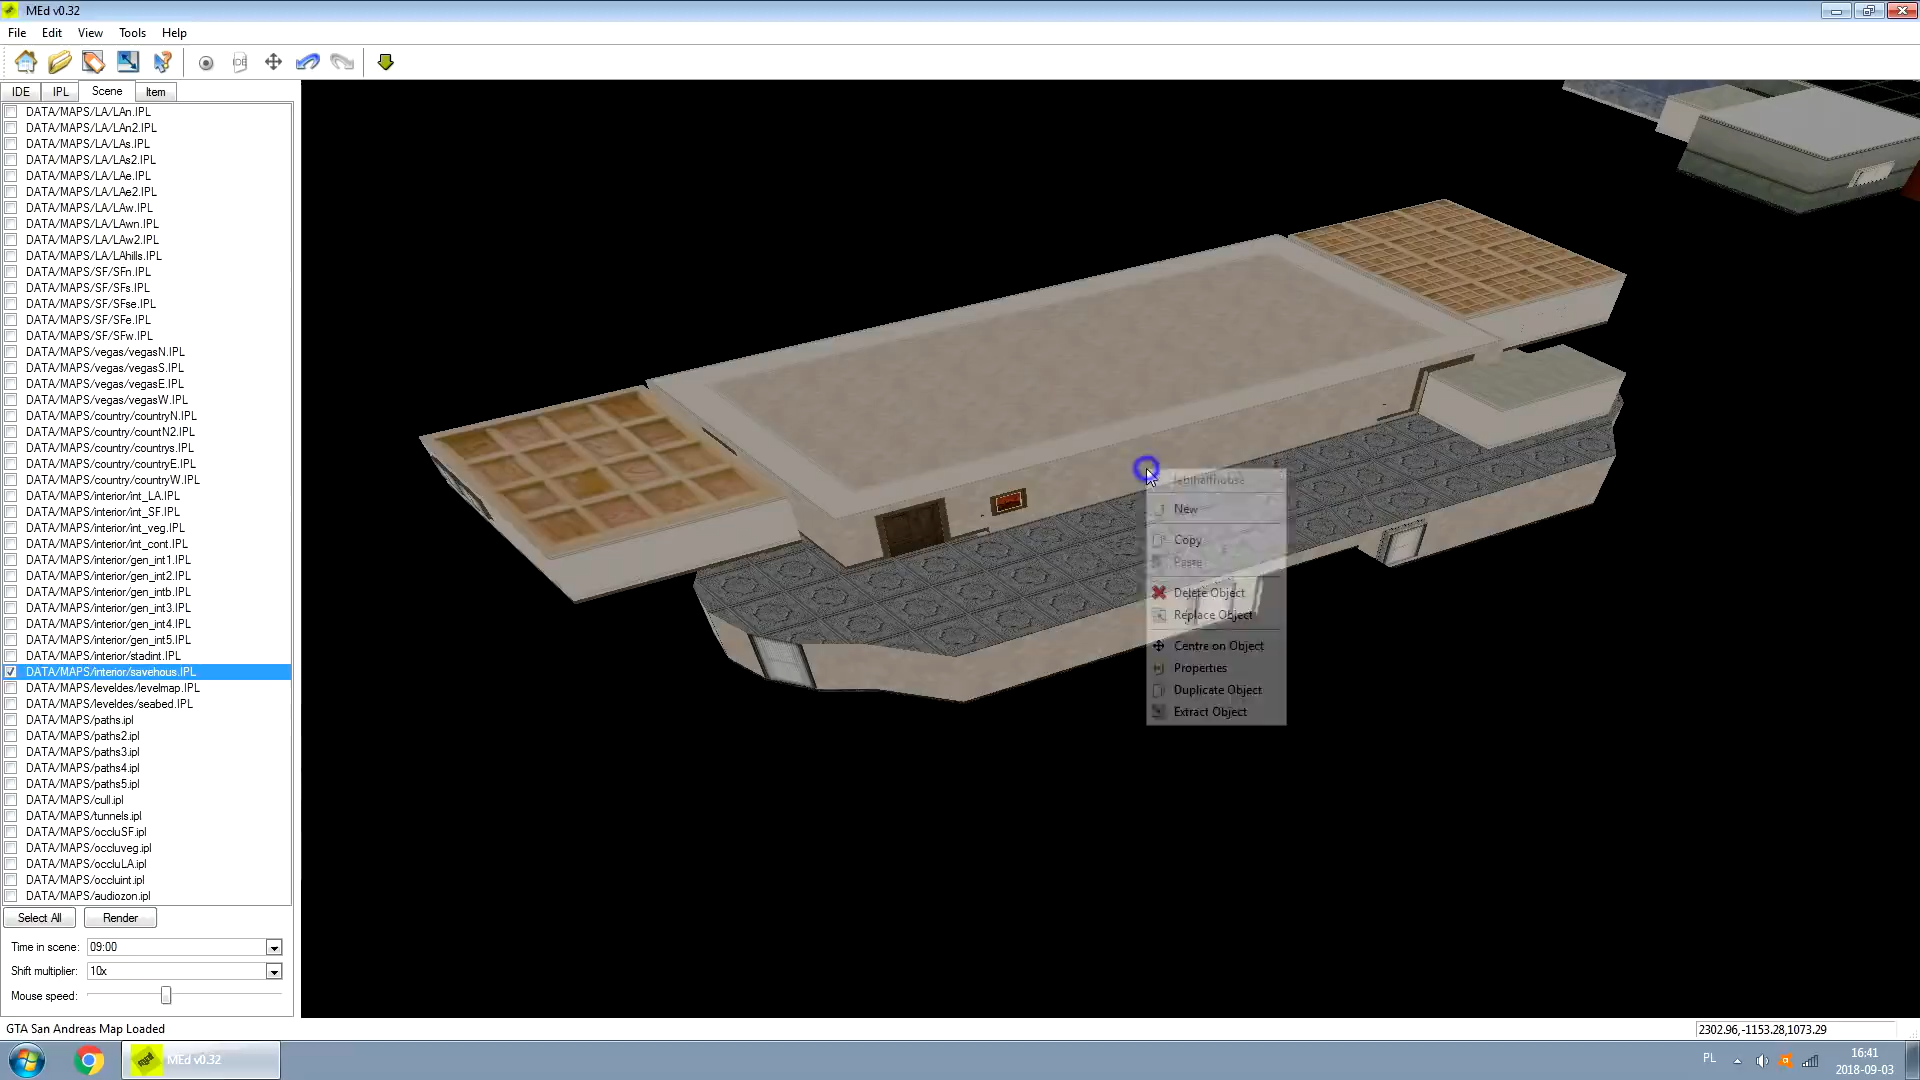 MEd v0.32
File Edit View Tools Help
IDE
IDE IPL Scene Item
DATA/MAPS/LA/LAn.IPL
DATA/MAPS/LA/LAn2.IPL
DATA/MAPS/LA/LAs.IPL
DATA/MAPS/LA/LAs2.IPL
DATA/MAPS/LA/LAe.IPL
DATA/MAPS/LA/LAe2.IPL
DATA/MAPS/LA/LAw.IPL
DATA/MAPS/LA/LAwn.IPL
DATA/MAPS/LA/LAw2.IPL
DATA/MAPS/LA/LAhills.IPL
DATA/MAPS/SF/SFn.IPL
DATA/MAPS/SF/SFs.IPL
DATA/MAPS/SF/SFse.IPL
DATA/MAPS/SF/SFe.IPL
DATA/MAPS/SF/SFw.IPL
DATA/MAPS/vegas/vegasN.IPL
DATA/MAPS/vegas/vegasS.IPL
DATA/MAPS/vegas/vegasE.IPL
DATA/MAPS/vegas/vegasW.IPL
DATA/MAPS/country/countryN.IPL
DATA/MAPS/country/countN2.IPL
DATA/MAPS/country/countrys.IPL
DATA/MAPS/country/countryE.IPL
DATA/MAPS/country/countryW.IPL
DATA/MAPS/interior/int_LA.IPL
DATA/MAPS/interior/int_SF.IPL
DATA/MAPS/interior/int_veg.IPL
DATA/MAPS/interior/int_cont.IPL
DATA/MAPS/interior/gen_int1.IPL
DATA/MAPS/interior/gen_int2.IPL
DATA/MAPS/interior/gen_intb.IPL
DATA/MAPS/interior/gen_int3.IPL
DATA/MAPS/interior/gen_int4.IPL
DATA/MAPS/interior/gen_int5.IPL
DATA/MAPS/interior/stadint.IPL
DATA/MAPS/interior/savehous.IPL
DATA/MAPS/leveldes/levelmap.IPL
DATA/MAPS/leveldes/seabed.IPL
DATA/MAPS/paths.ipl
DATA/MAPS/paths2.ipl
DATA/MAPS/paths3.ipl
DATA/MAPS/paths4.ipl
DATA/MAPS/paths5.ipl
DATA/MAPS/cull.ipl
DATA/MAPS/tunnels.ipl
DATA/MAPS/occluSF.ipl
DATA/MAPS/occluveg.ipl
DATA/MAPS/occluLA.ipl
DATA/MAPS/occluint.ipl
DATA/MAPS/audiozon.ipl
Select All Render
Time in scene: 09:00
Shift multiplier: 10x
Mouse speed:
New
Copy
Paste
Delete Object
Replace Object
Centre on Object
Properties
Duplicate Object
Extract Object
GTA San Andreas Map Loaded
2302.96,-1153.28,1073.29
MEd v0.32
PL
16:41
2018-09-03